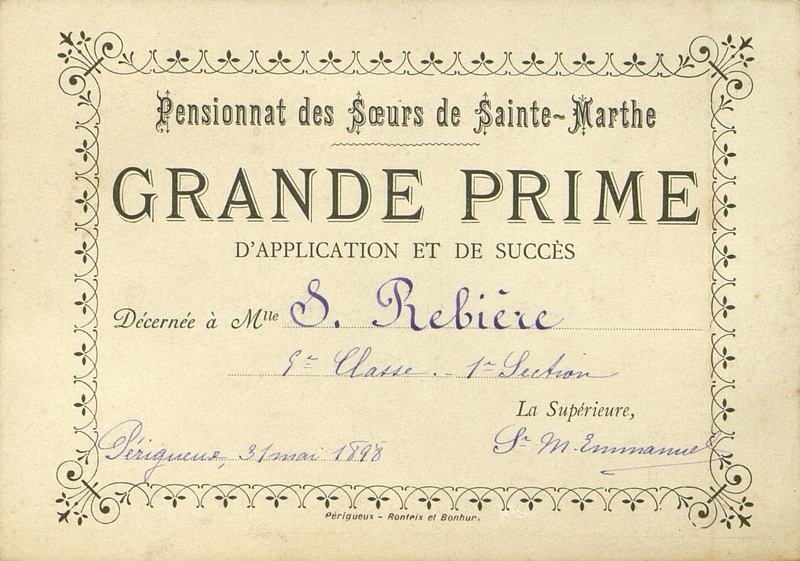 Pensionnat des Sœurs de Sainte-Marthe
GRANDE PRIME
D'APPLICATION ET DE SUCCÈS
Décernée à Mlle S. Rebière
5me Classe. - 1re Section
La Supérieure,
Périgueux, 31 mai 1898
Sr M. Emmanuel
Périgueux - Ronteix et Bonhur.